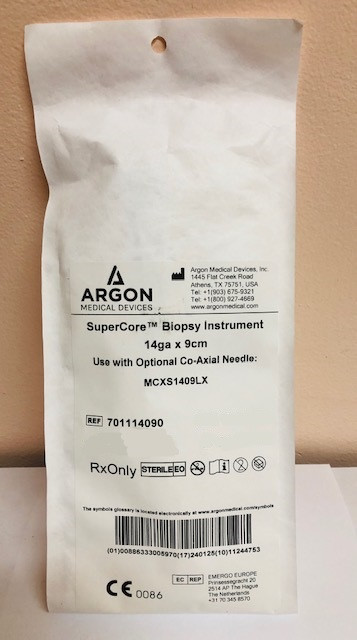 ARGON
MEDICAL DEVICES
Argon Medical Devices, Inc.
1445 Flat Creek Road
Athens, TX 75751, USA
Tel: +1(903) 675-9321
Tel: +1(800) 927-4669
www.argonmedical.com
SuperCore™ Biopsy Instrument
14ga x 9cm
Use with Optional Co-Axial Needle:
MCXS1409LX
REF 701114090
RxOnly STERILE EO
The symbols glossary is located electronically at www.argonmedical.com/symbols
(01)00886333005970(17)240125(10)11244753
CE 0086
EC REP
EMERGO EUROPE
Prinsessegracht 20
2514 AP The Hague
The Netherlands
+31 70 345 8570